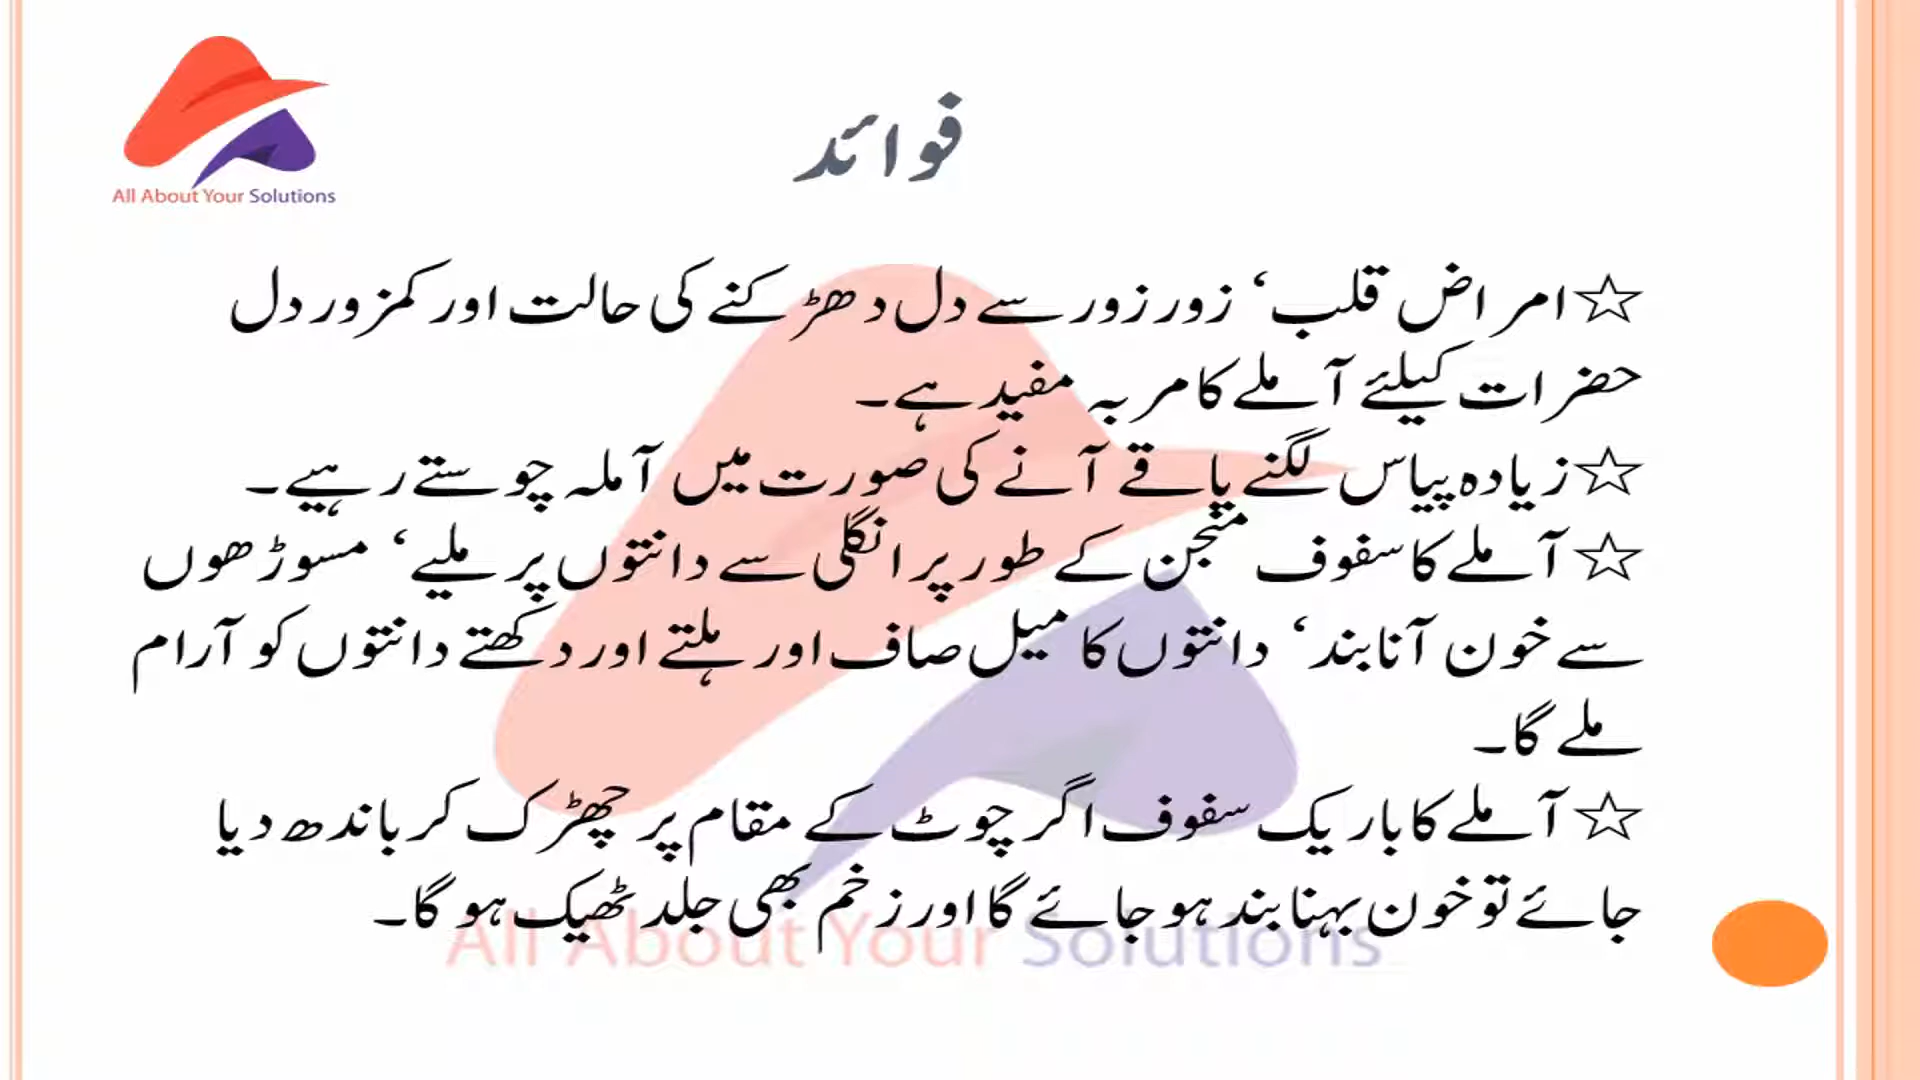 All About Your Solutions
فوائد
☆امراض قلب‘ زور زور سے دل دھڑکنے کی حالت اور کمزور دل
حضرات کیلئے آملے کا مربہ مفید ہے۔
☆زیادہ پیاس لگنے یا قے آنے کی صورت میں آملہ چوستے رہیے۔
☆آملے کا سفوف منجن کے طور پر انگلی سے دانتوں پر ملیے‘ مسوڑھوں
سے خون آنا بند‘ دانتوں کا میل صاف اور ہلتے اور دکھتے دانتوں کو آرام
ملے گا۔
☆آملے کا باریک سفوف اگر چوٹ کے مقام پر چھڑک کر باندھ دیا
جائے تو خون بہنا بند ہو جائے گا اور زخم بھی جلد ٹھیک ہو گا۔
All About Your Solutions